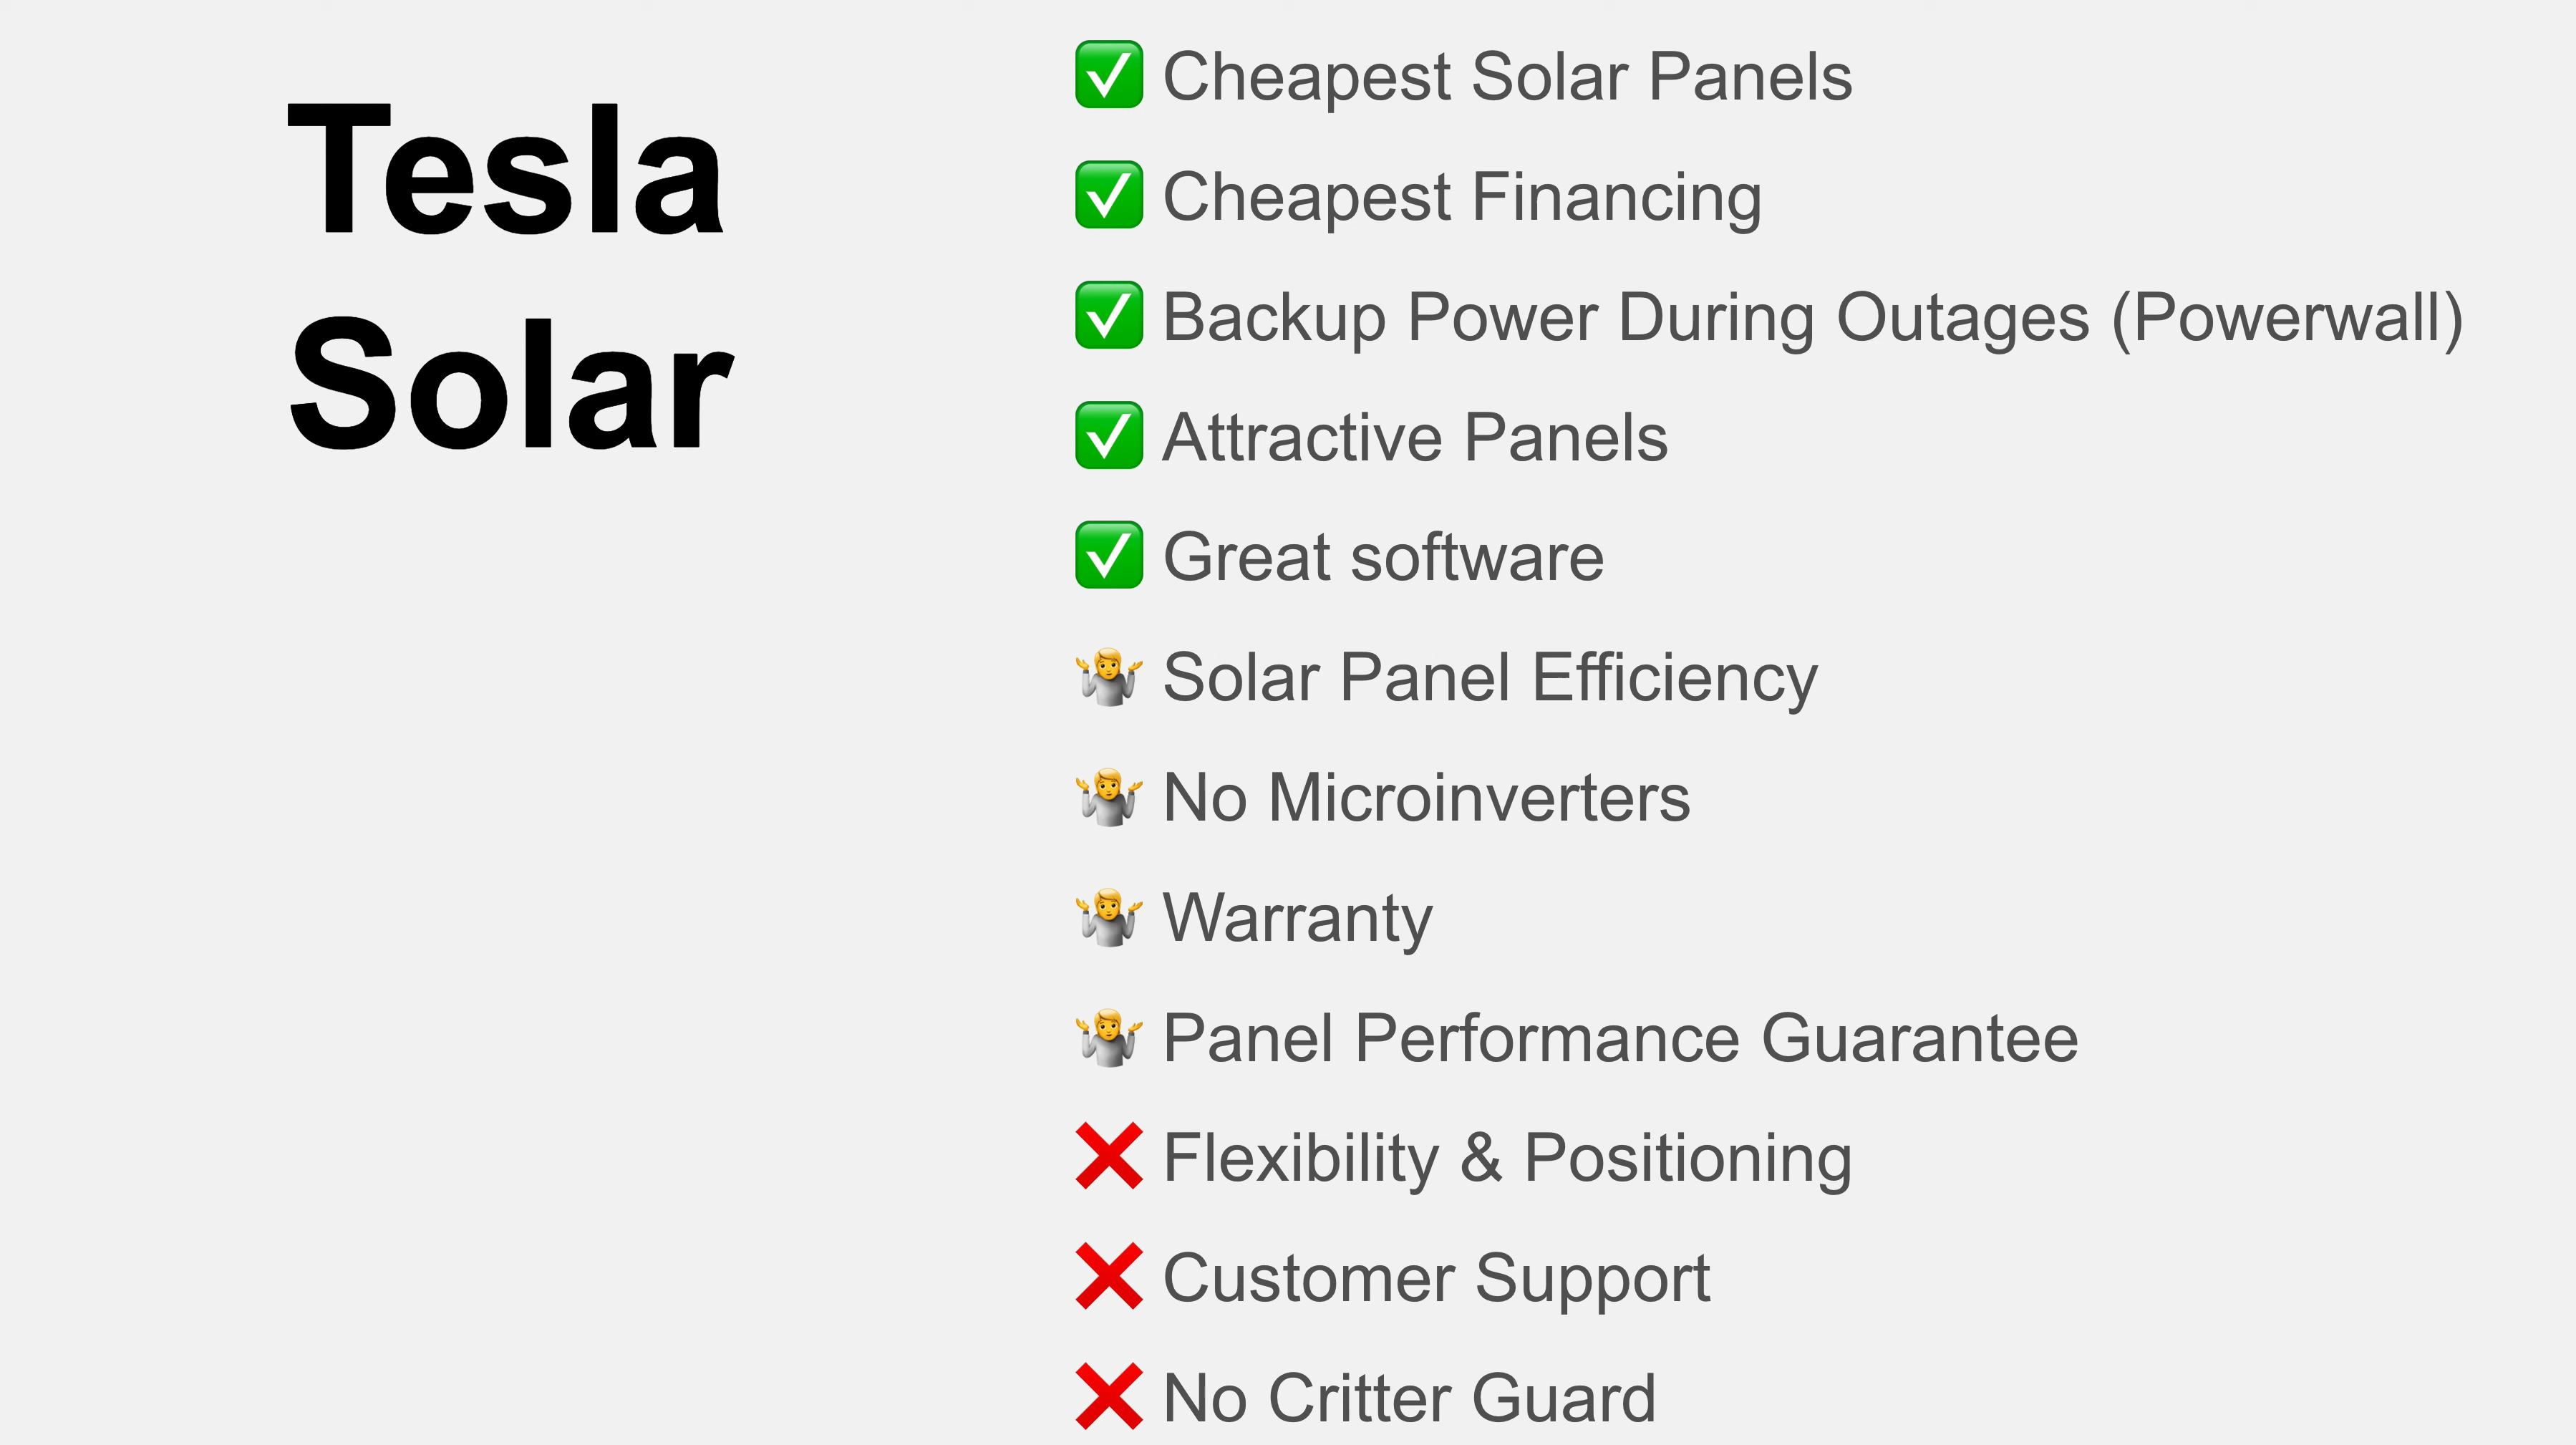 Tesla
Solar
✅ Cheapest Solar Panels
✅ Cheapest Financing
✅ Backup Power During Outages (Powerwall)
✅ Attractive Panels
✅ Great software
🤷 Solar Panel Efficiency
🤷 No Microinverters
🤷 Warranty
🤷 Panel Performance Guarantee
❌ Flexibility & Positioning
❌ Customer Support
❌ No Critter Guard